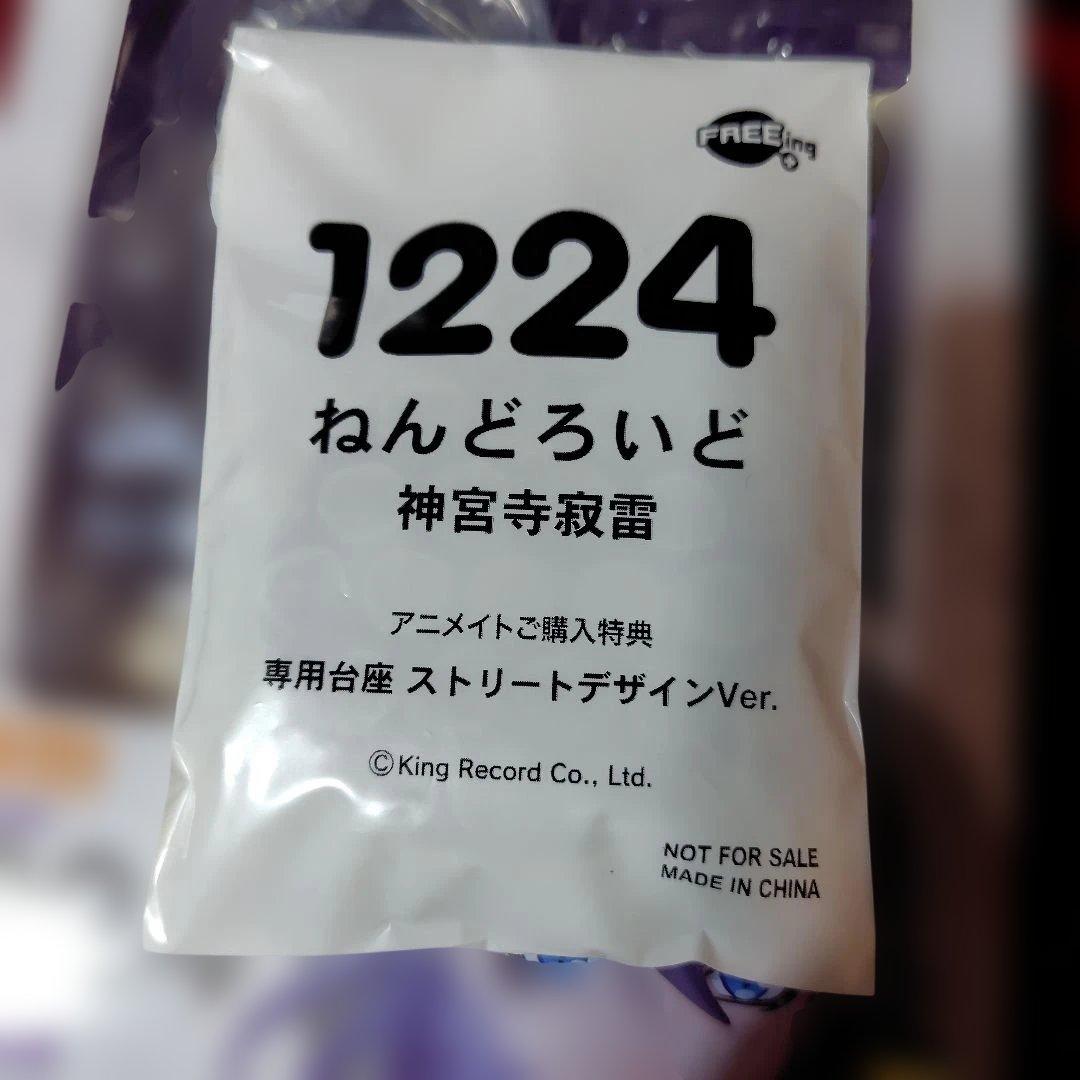 FREEing
1224
ねんどろいど
神宮寺寂雷
アニメイトご購入特典
専用台座 ストリートデザインVer.
©King Record Co., Ltd.
NOT FOR SALE
MADE IN CHINA